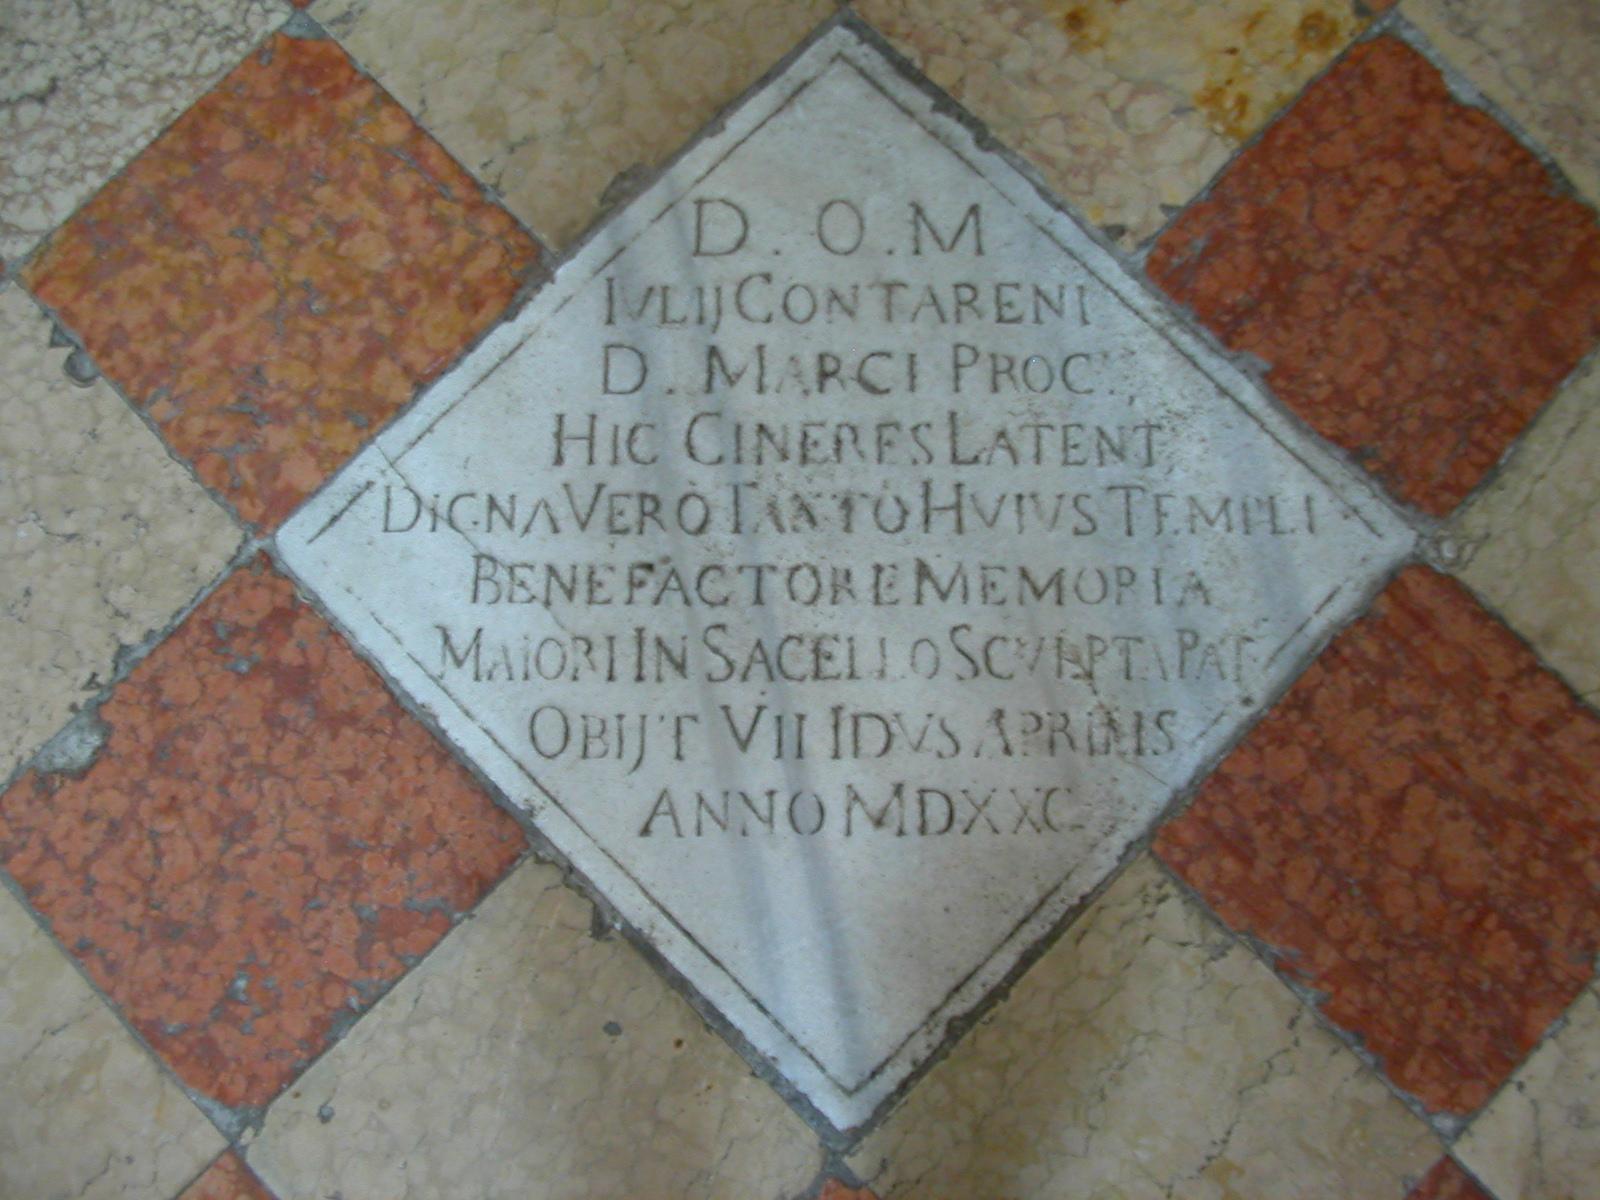 D. O. M
IVLIJ CONTARENI
D. MARCI PROC:,
HIC CINERES LATENT,
DIGNA VERO TANTO HVIVS TEMPLI
BENEFACTORE MEMORIA
MAIORI IN SACELLO SCVLPTA PAT
OBIJT VII IDVS APRILIS
ANNO MDXXC